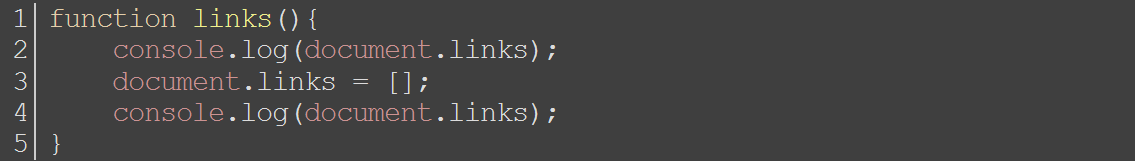 1 function links(){
2     console.log(document.links);
3     document.links = [];
4     console.log(document.links);
5 }